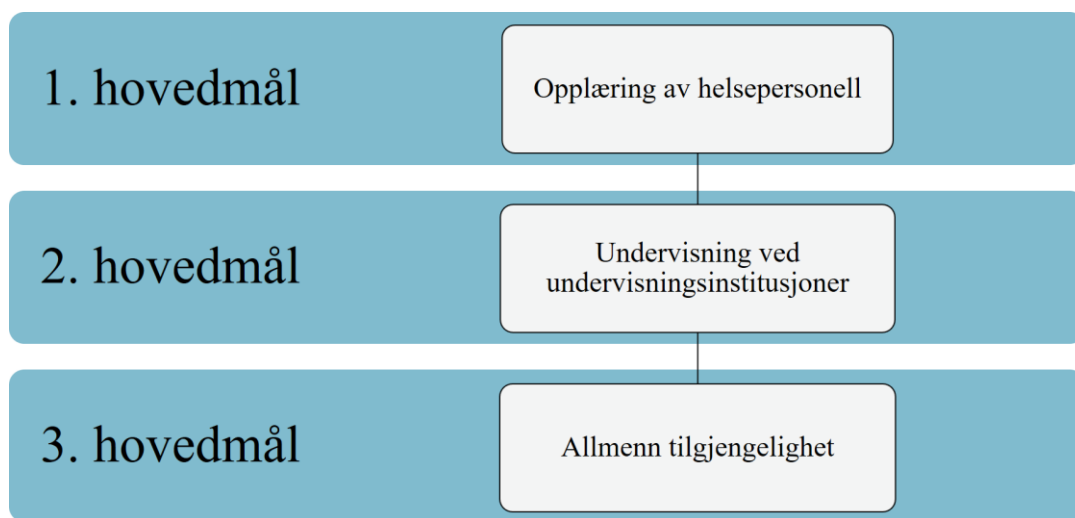 1. hovedmål
Opplæring av helsepersonell
2. hovedmål
Undervisning ved
undervisningsinstitusjoner
3. hovedmål
Allmenn tilgjengelighet